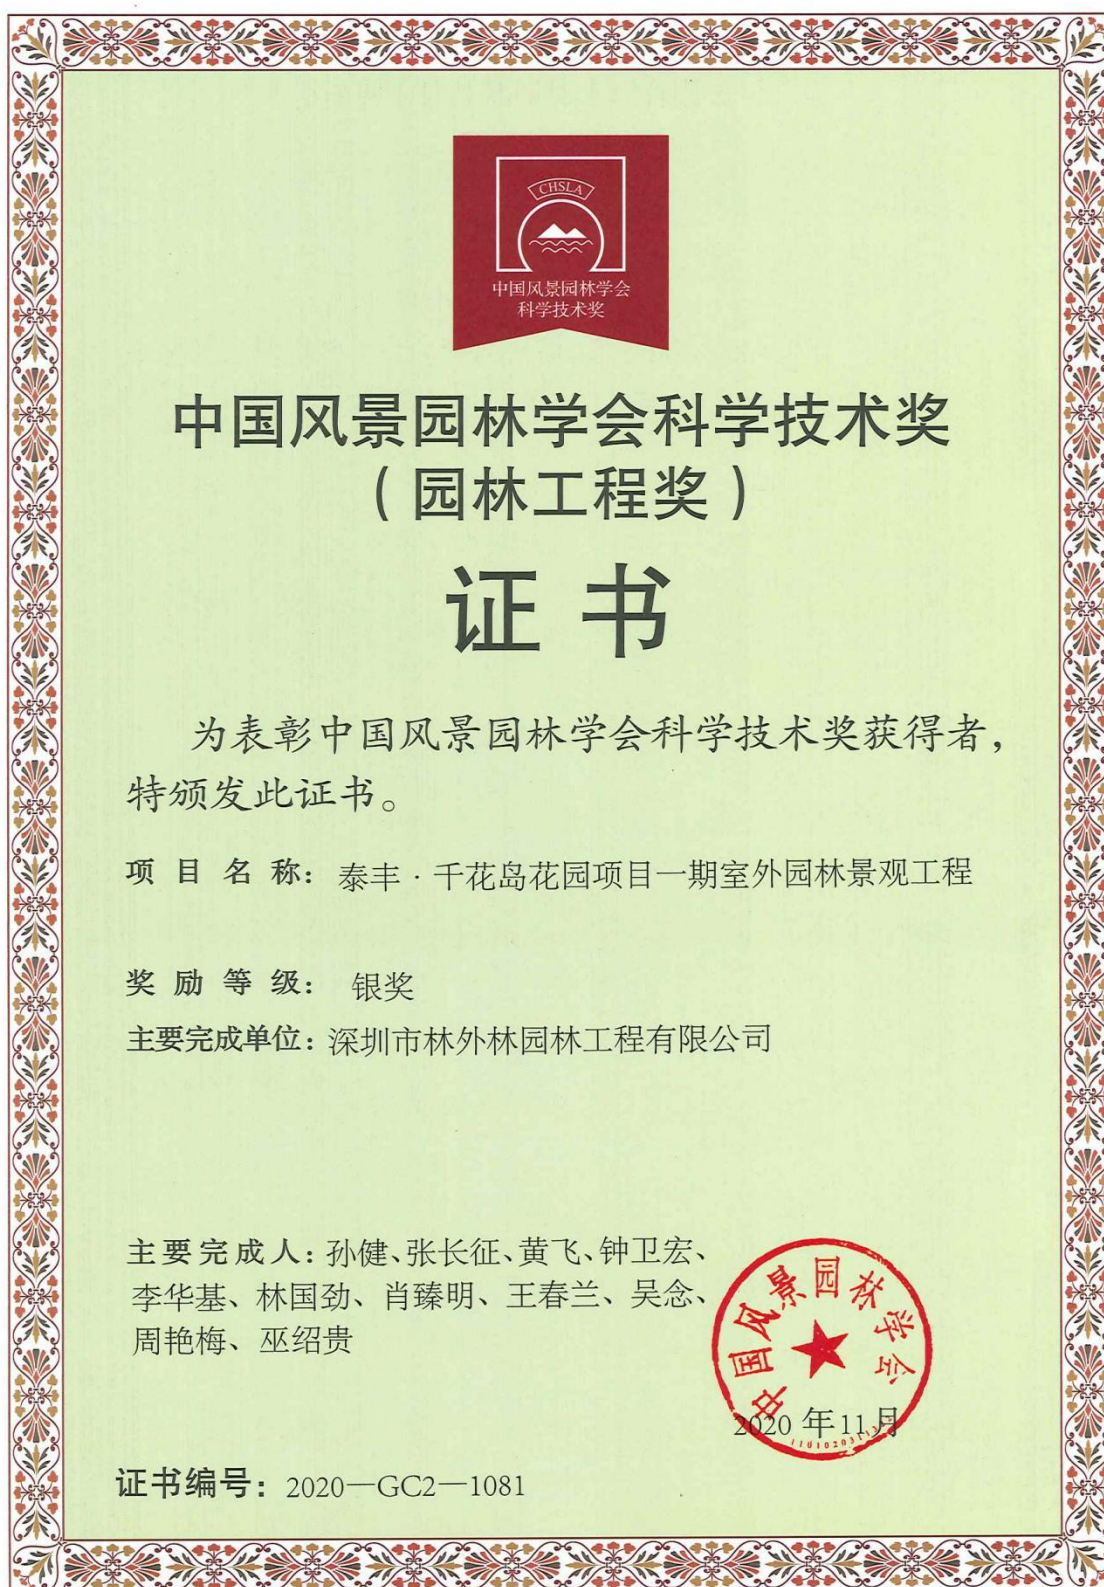 CHSLA
中国风景园林学会
科学技术奖
中国风景园林学会科学技术奖
（园林工程奖）
证书
为表彰中国风景园林学会科学技术奖获得者，
特颁发此证书。
项目名称：泰丰·千花岛花园项目一期室外园林景观工程
奖励等级：银奖
主要完成单位：深圳市林外林园林工程有限公司
主要完成人：孙健、张长征、黄飞、钟卫宏、
李华基、林国劲、肖臻明、王春兰、吴念、
周艳梅、巫绍贵
中国风景园林学会
2020年11月
证书编号：2020—GC2—1081